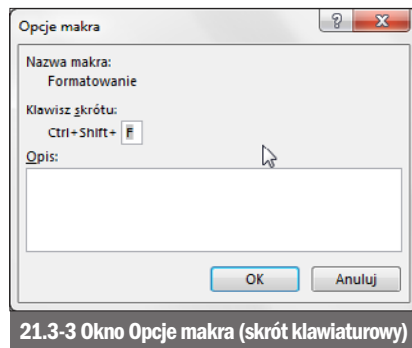 Opcje makra
Nazwa makra:
Formatowanie
Klawisz skrótu:
Ctrl+Shift+ F
Opis:
OK Anuluj
21.3-3 Okno Opcje makra (skrót klawiaturowy)